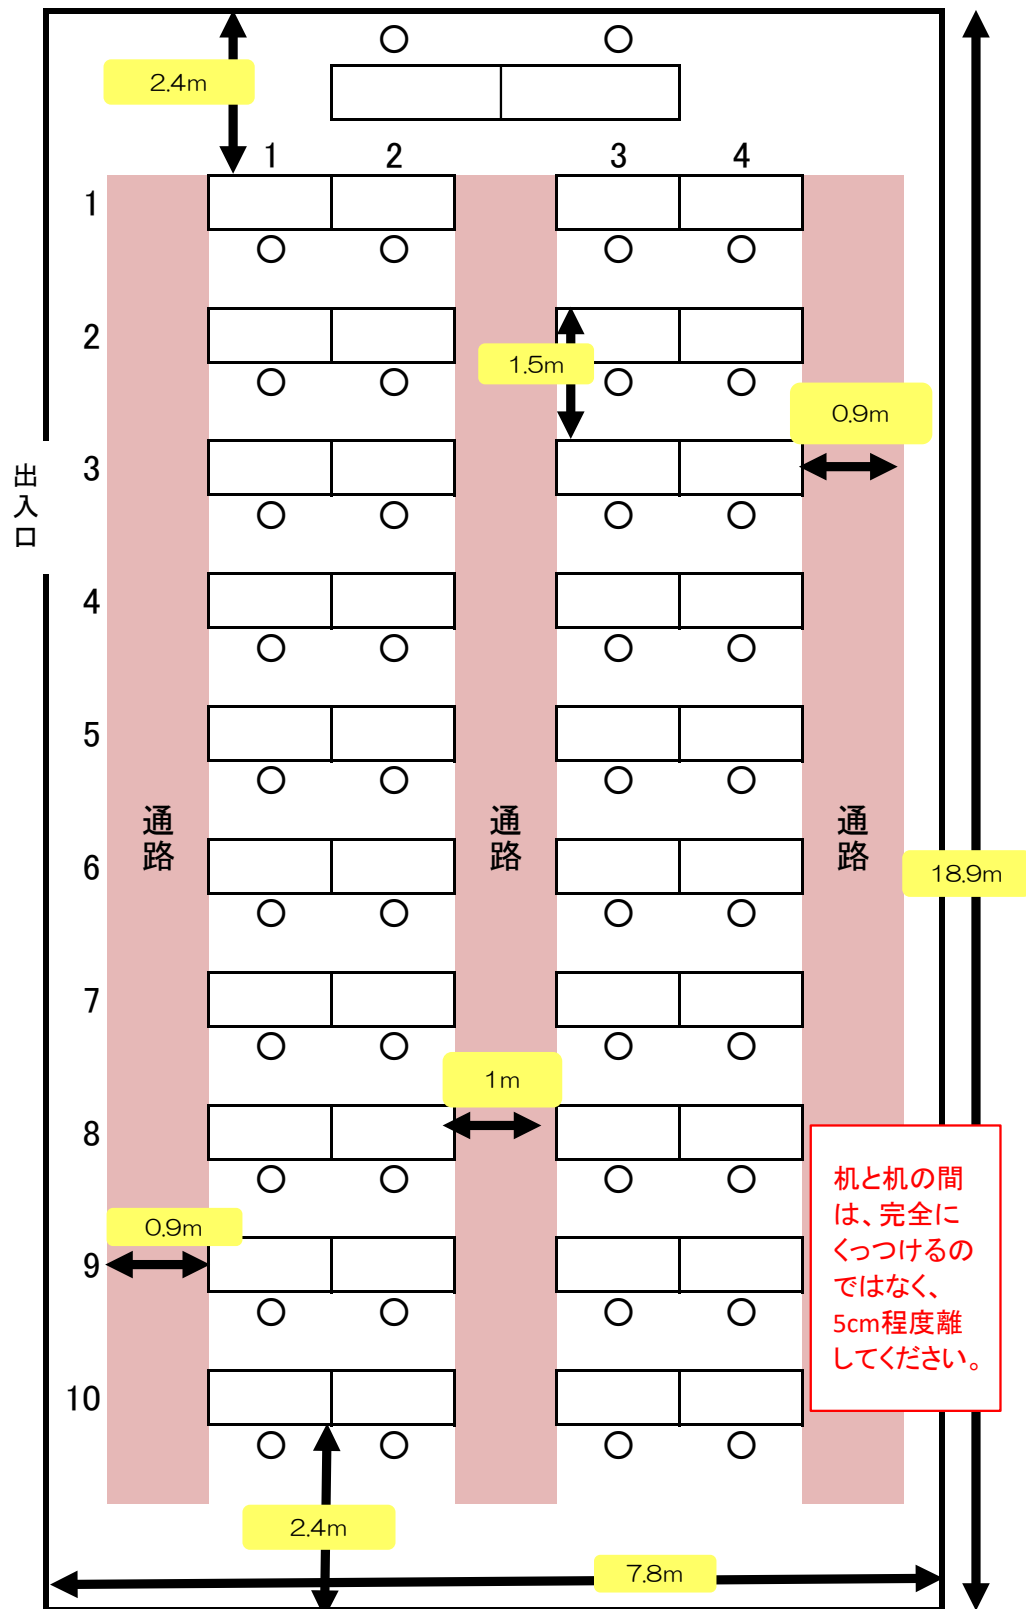 2.4m
1
2
3
4
1
2
1.5m
0.9m
3
出
入
口
4
5
通
路
通
路
通
路
6
18.9m
7
1m
8
机と机の間
は、完全に
くっつけるの
ではなく、
5cm程度離
してください。
0.9m
9
10
2.4m
7.8m